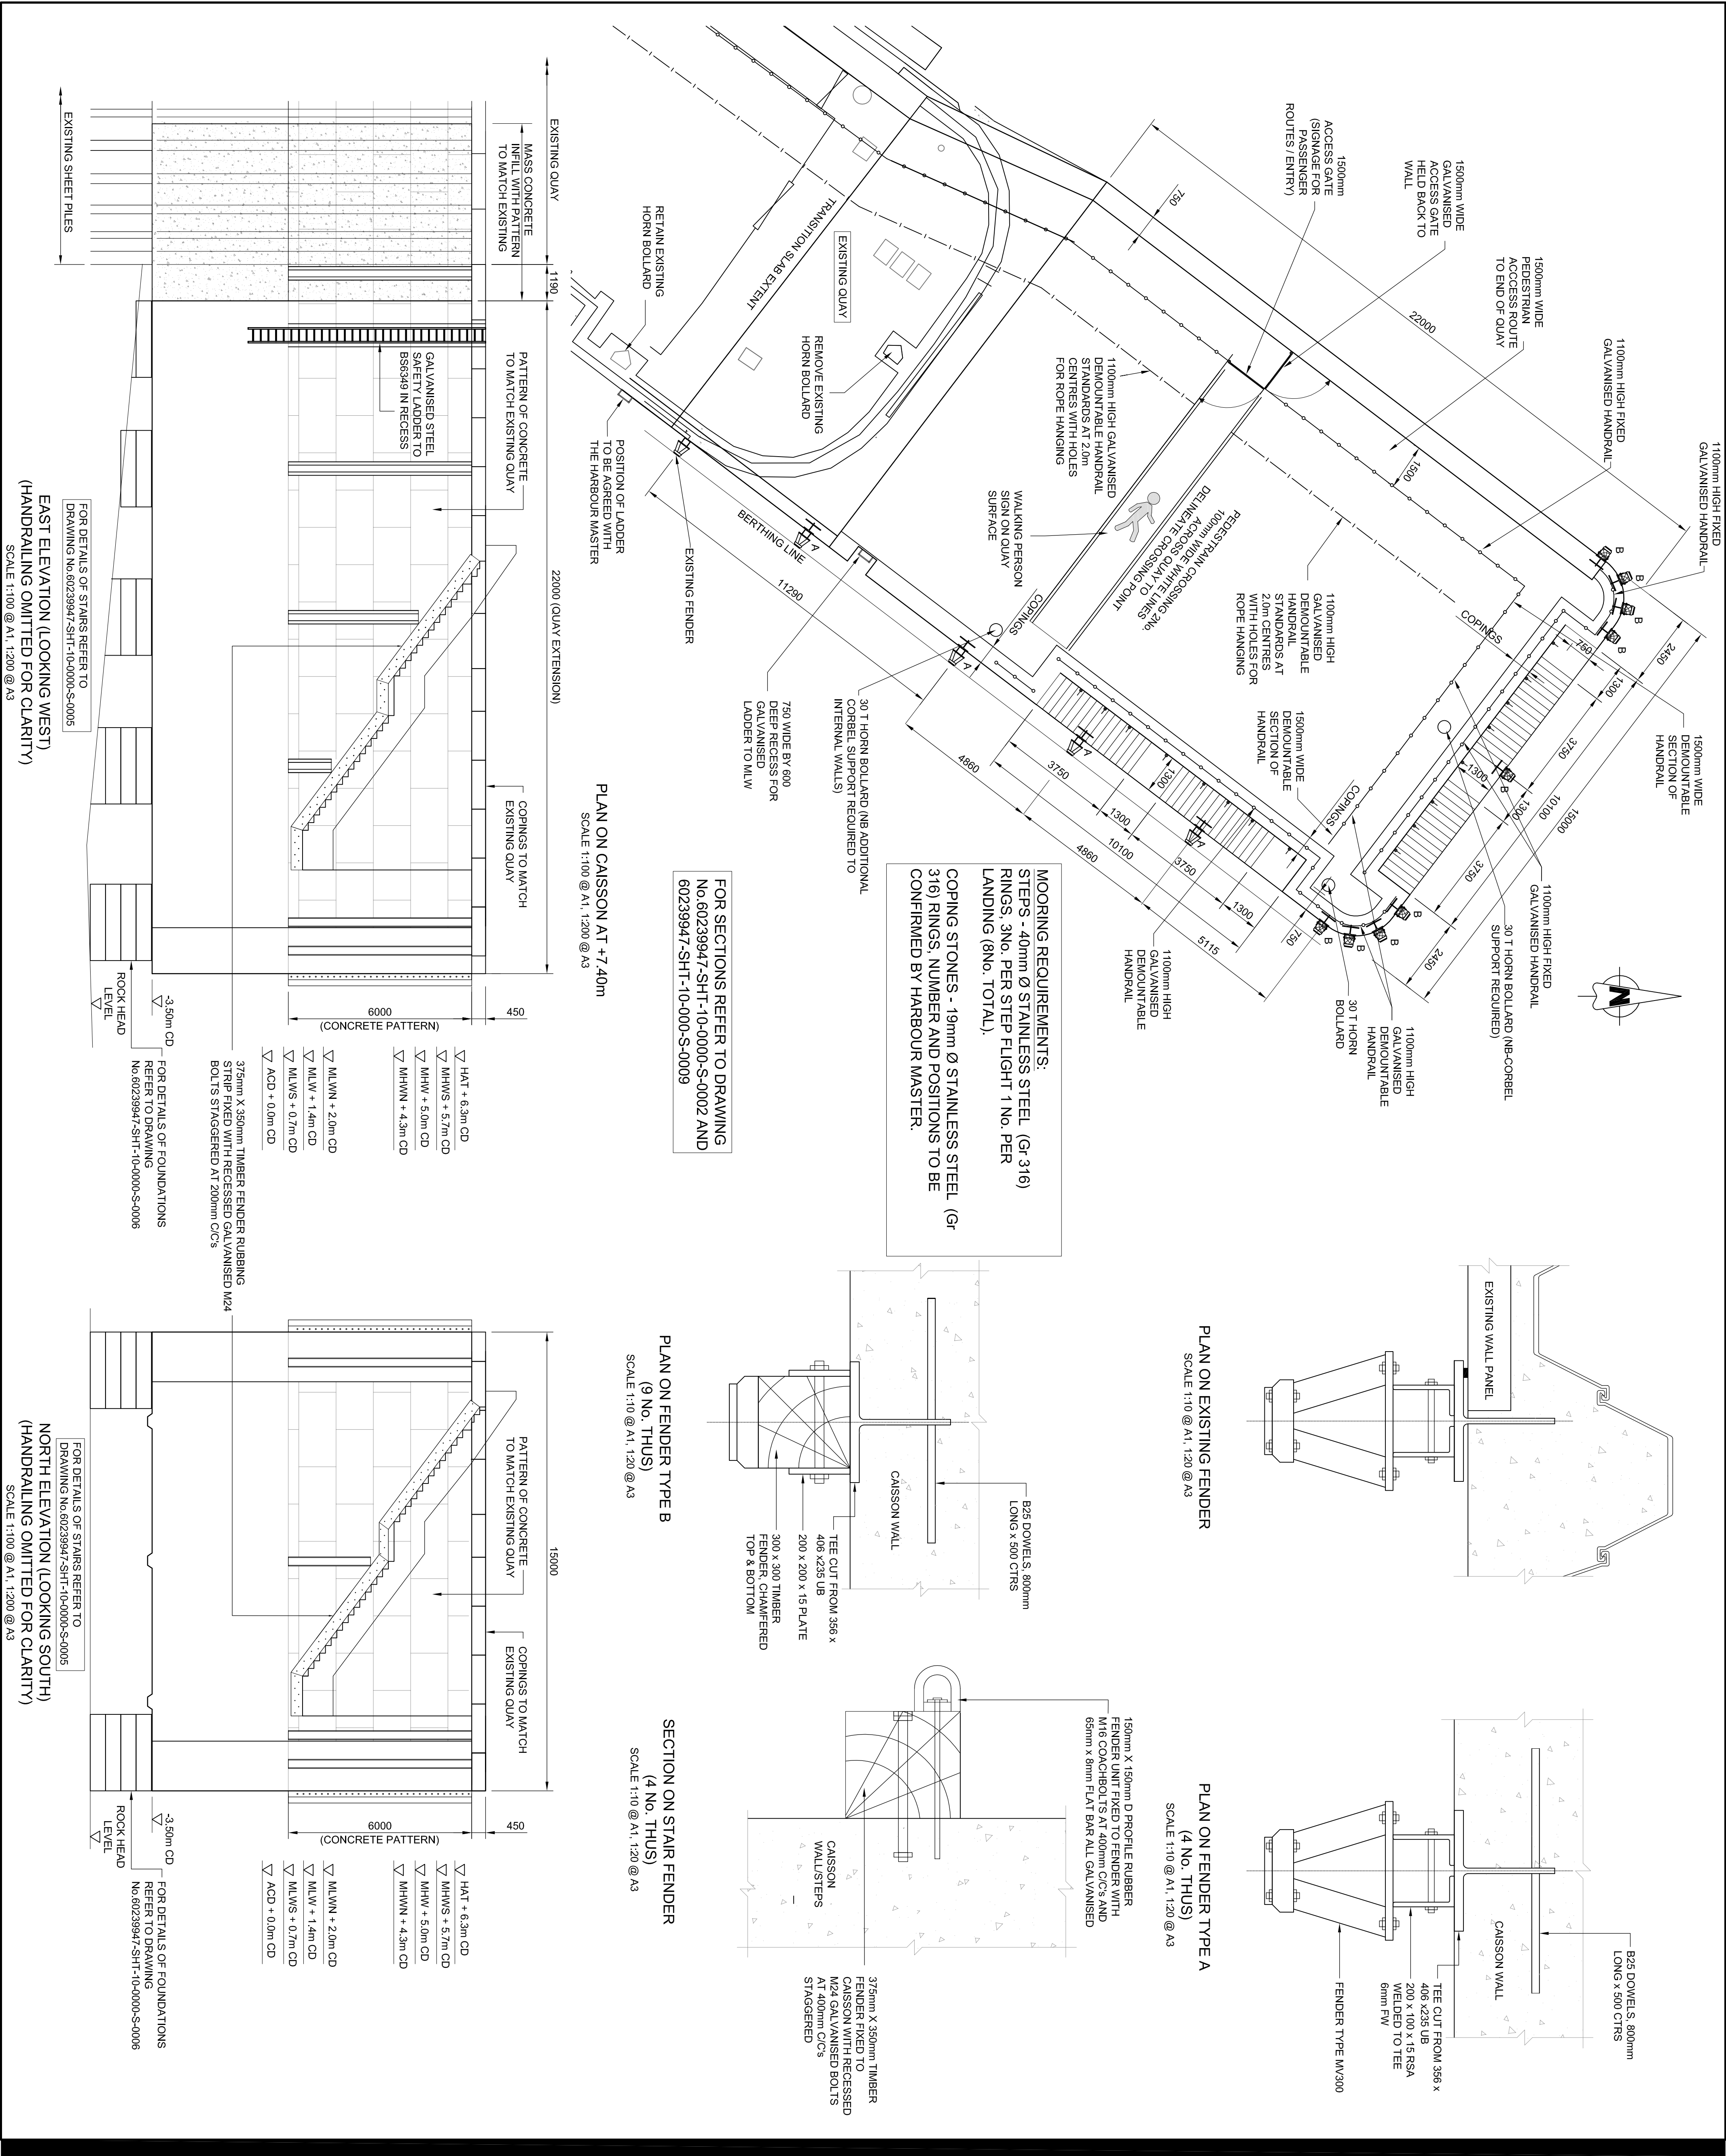 1500mm
ACCESS GATE
(SIGNAGE FOR
PASSENGER
ROUTES / ENTRY)
1500mm WIDE
GALVANISED
ACCESS GATE
HELD BACK TO
WALL
1500mm WIDE
PEDESTRIAN
ACCCESS ROUTE
TO END OF QUAY
1100mm HIGH FIXED
GALVANISED HANDRAIL
1100mm HIGH FIXED
GALVANISED HANDRAIL
750
22000
1500
B
B
B
B
COPINGS
750
2450
1300
3750
1300
1300
10100
15000
3750
2450
1500mm WIDE
DEMOUNTABLE
SECTION OF
HANDRAIL
1100mm HIGH FIXED
GALVANISED HANDRAIL
30 T HORN BOLLARD (NB-CORBEL
SUPPORT REQUIRED)
B
B
B
B
B
N
1100mm HIGH
GALVANISED
DEMOUNTABLE
HANDRAIL
30 T HORN
BOLLARD
1100mm HIGH
GALVANISED
DEMOUNTABLE
HANDRAIL
RETAIN EXISTING
HORN BOLLARD
TRANSITION SLAB EXTENT
EXISTING QUAY
REMOVE EXISTING
HORN BOLLARD
1100mm HIGH GALVANISED
DEMOUNTABLE HANDRAIL
STANDARDS AT 2.0m
CENTRES WITH HOLES
FOR ROPE HANGING
WALKING PERSON
SIGN ON QUAY
SURFACE
PEDESTRAIN CROSSING 2No.
100mm WIDE WHITE LINES
ACROSS QUAY TO
DELINEATE CROSSING POINT
1100mm HIGH
GALVANISED
DEMOUNTABLE
HANDRAIL
STANDARDS AT
2.0m CENTRES
WITH HOLES FOR
ROPE HANGING
1500mm WIDE
DEMOUNTABLE
SECTION OF
HANDRAIL
COPINGS
COPINGS
POSITION OF LADDER
TO BE AGREED WITH
THE HARBOUR MASTER
EXISTING FENDER
BERTHING LINE
11290
A
A
A
A
4860
3750
1300
1300
10100
4860
3750
1300
5115
750
750 WIDE BY 600
DEEP RECESS FOR
GALVANISED
LADDER TO MLW
30 T HORN BOLLARD (NB ADDITIONAL
CORBEL SUPPORT REQUIRED TO
INTERNAL WALLS)
PLAN ON CAISSON AT +7.40m
SCALE 1:100 @ A1, 1:200 @ A3
MOORING REQUIREMENTS:
STEPS - 40mm Ø STAINLESS STEEL (Gr 316)
RINGS, 3No. PER STEP FLIGHT 1 No. PER
LANDING (8No. TOTAL).
COPING STONES - 19mm Ø STAINLESS STEEL (Gr
316) RINGS, NUMBER AND POSITIONS TO BE
CONFIRMED BY HARBOUR MASTER.
FOR SECTIONS REFER TO DRAWING
No.60239947-SHT-10-0000-S-0002 AND
60239947-SHT-10-000-S-0009
EXISTING WALL PANEL
PLAN ON EXISTING FENDER
SCALE 1:10 @ A1, 1:20 @ A3
B25 DOWELS, 800mm
LONG x 500 CTRS
CAISSON WALL
TEE CUT FROM 356 x
406 x235 UB
200 x 100 x 15 RSA
WELDED TO TEE
6mm FW
FENDER TYPE MV300
PLAN ON FENDER TYPE A
(4 No. THUS)
SCALE 1:10 @ A1, 1:20 @ A3
B25 DOWELS, 800mm
LONG x 500 CTRS
CAISSON WALL
TEE CUT FROM 356 x
406 x235 UB
200 x 200 x 15 PLATE
300 x 300 TIMBER
FENDER, CHAMFERED
TOP & BOTTOM
PLAN ON FENDER TYPE B
(9 No. THUS)
SCALE 1:10 @ A1, 1:20 @ A3
150mm X 150mm D PROFILE RUBBER
FENDER UNIT FIXED TO FENDER WITH
M16 COACHBOLTS AT 400mm C/C's AND
65mm x 8mm FLAT BAR ALL GALVANISED
CAISSON
WALL/STEPS
375mm X 350mm TIMBER
FENDER FIXED TO
CAISSON WITH RECESSED
M24 GALVANISED BOLTS
AT 400mm C/C's
STAGGERED
SECTION ON STAIR FENDER
(4 No. THUS)
SCALE 1:10 @ A1, 1:20 @ A3
EXISTING QUAY
1190
22000 (QUAY EXTENSION)
MASS CONCRETE
INFILL WITH PATTERN
TO MATCH EXISTING
PATTERN OF CONCRETE
TO MATCH EXISTING QUAY
COPINGS TO MATCH
EXISTING QUAY
GALVANISED STEEL
SAFETY LADDER TO
BS6349 IN RECESS
450
6000
(CONCRETE PATTERN)
HAT + 6.3m CD
MHWS + 5.7m CD
MHW + 5.0m CD
MHWN + 4.3m CD
MLWN + 2.0m CD
MLW + 1.4m CD
MLWS + 0.7m CD
ACD + 0.0m CD
375mm X 350mm TIMBER FENDER RUBBING
STRIP FIXED WITH RECESSED GALVANISED M24
BOLTS STAGGERED AT 200mm C/C's
-3.50m CD
ROCK HEAD
LEVEL
FOR DETAILS OF FOUNDATIONS
REFER TO DRAWING
No.60239947-SHT-10-0000-S-0006
EXISTING SHEET PILES
FOR DETAILS OF STAIRS REFER TO
DRAWING No.60239947-SHT-10-0000-S-0005
EAST ELEVATION (LOOKING WEST)
(HANDRAILING OMITTED FOR CLARITY)
SCALE 1:100 @ A1, 1:200 @ A3
15000
PATTERN OF CONCRETE
TO MATCH EXISTING QUAY
COPINGS TO MATCH
EXISTING QUAY
450
6000
(CONCRETE PATTERN)
HAT + 6.3m CD
MHWS + 5.7m CD
MHW + 5.0m CD
MHWN + 4.3m CD
MLWN + 2.0m CD
MLW + 1.4m CD
MLWS + 0.7m CD
ACD + 0.0m CD
-3.50m CD
ROCK HEAD
LEVEL
FOR DETAILS OF FOUNDATIONS
REFER TO DRAWING
No.60239947-SHT-10-0000-S-0006
FOR DETAILS OF STAIRS REFER TO
DRAWING No.60239947-SHT-10-0000-S-0005
NORTH ELEVATION (LOOKING SOUTH)
(HANDRAILING OMITTED FOR CLARITY)
SCALE 1:100 @ A1, 1:200 @ A3